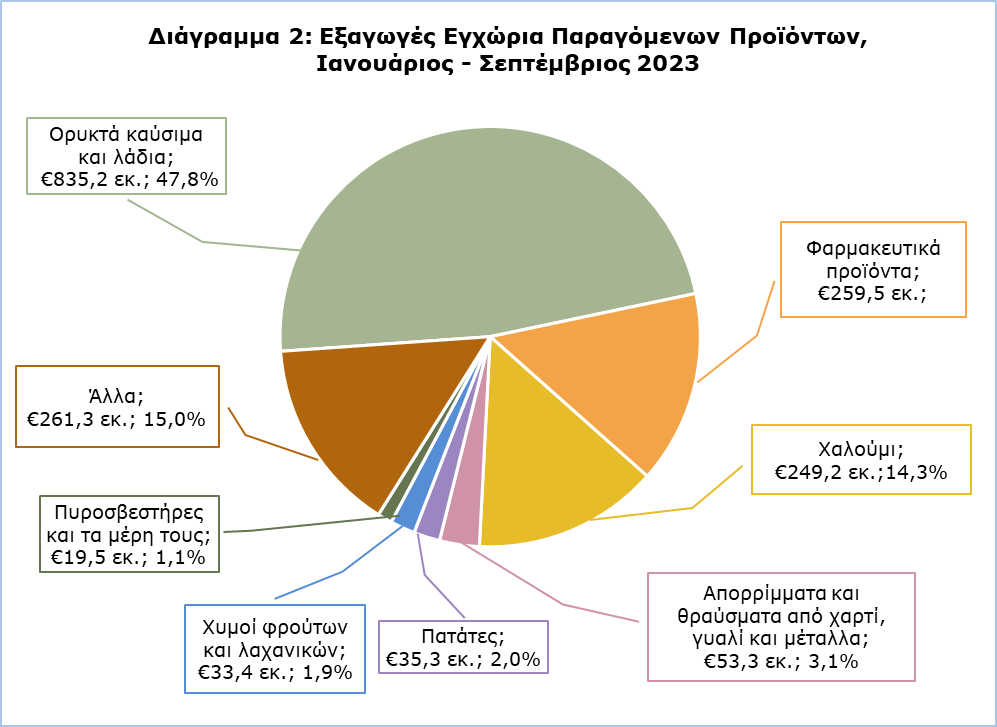 Διάγραμμα 2: Εξαγωγές Εγχώρια Παραγόμενων Προϊόντων,
Ιανουάριος - Σεπτέμβριος 2023
Ορυκτά καύσιμα
και λάδια;
€835,2 εκ.; 47,8%
Φαρμακευτικά
προϊόντα;
€259,5 εκ.;
Χαλούμι;
€249,2 εκ.;14,3%
Απορρίμματα και
θραύσματα από χαρτί,
γυαλί και μέταλλα;
€53,3 εκ.; 3,1%
Πατάτες;
€35,3 εκ.; 2,0%
Χυμοί φρούτων
και λαχανικών;
€33,4 εκ.; 1,9%
Πυροσβεστήρες
και τα μέρη τους;
€19,5 εκ.; 1,1%
Άλλα;
€261,3 εκ.; 15,0%